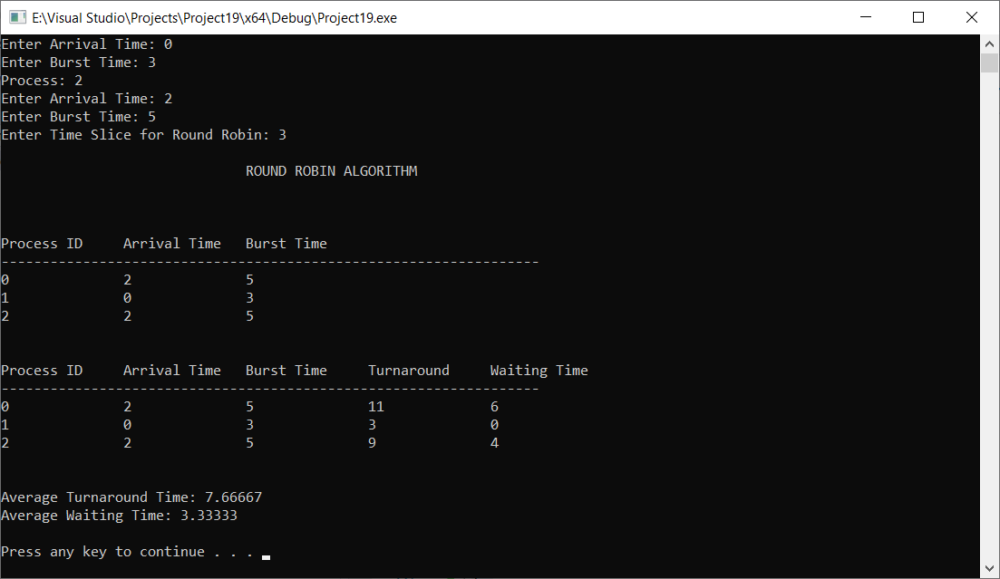 E:\Visual Studio\Projects\Project19\x64\Debug\Project19.exe
Enter Arrival Time: 0
Enter Burst Time: 3
Process: 2
Enter Arrival Time: 2
Enter Burst Time: 5
Enter Time Slice for Round Robin: 3
ROUND ROBIN ALGORITHM
Process ID     Arrival Time   Burst Time
------------------------------------------------------------------
0              2              5
1              0              3
2              2              5
Process ID     Arrival Time   Burst Time     Turnaround     Waiting Time
------------------------------------------------------------------
0              2              5              11             6
1              0              3              3              0
2              2              5              9              4
Average Turnaround Time: 7.66667
Average Waiting Time: 3.33333
Press any key to continue . . .